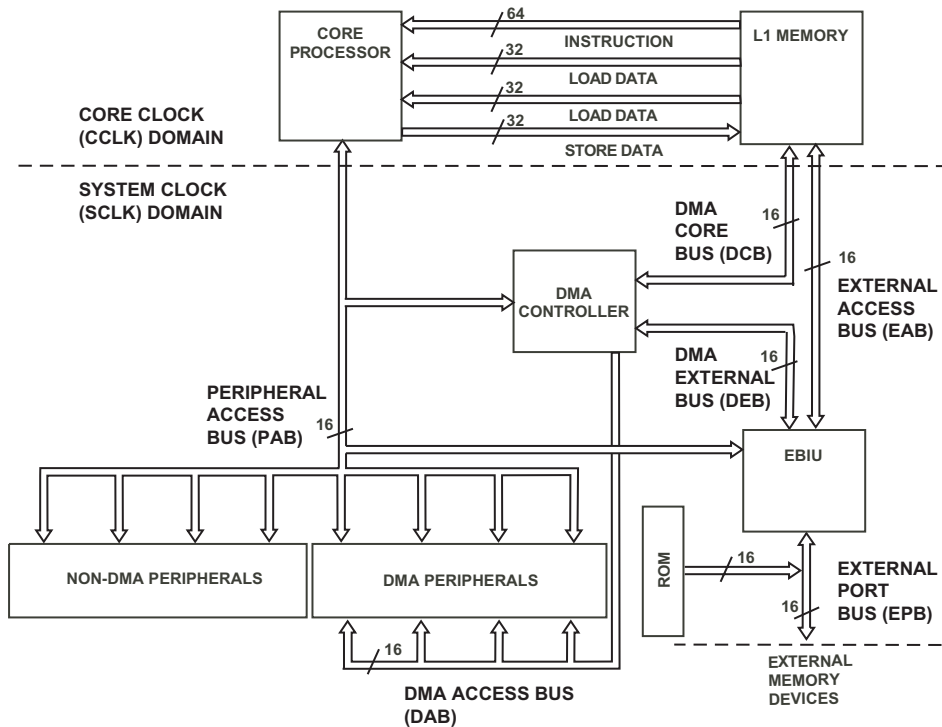 CORE
PROCESSOR
64
INSTRUCTION
32
LOAD DATA
32
LOAD DATA
32
STORE DATA
L1 MEMORY
CORE CLOCK
(CCLK) DOMAIN
SYSTEM CLOCK
(SCLK) DOMAIN
DMA
CORE
BUS (DCB)
16
16
EXTERNAL
ACCESS
BUS (EAB)
DMA
CONTROLLER
DMA
EXTERNAL
BUS (DEB)
16
PERIPHERAL
ACCESS
BUS (PAB)
16
EBIU
NON-DMA PERIPHERALS
DMA PERIPHERALS
ROM
16
EXTERNAL
PORT
BUS (EPB)
16
16
DMA ACCESS BUS
(DAB)
EXTERNAL
MEMORY
DEVICES